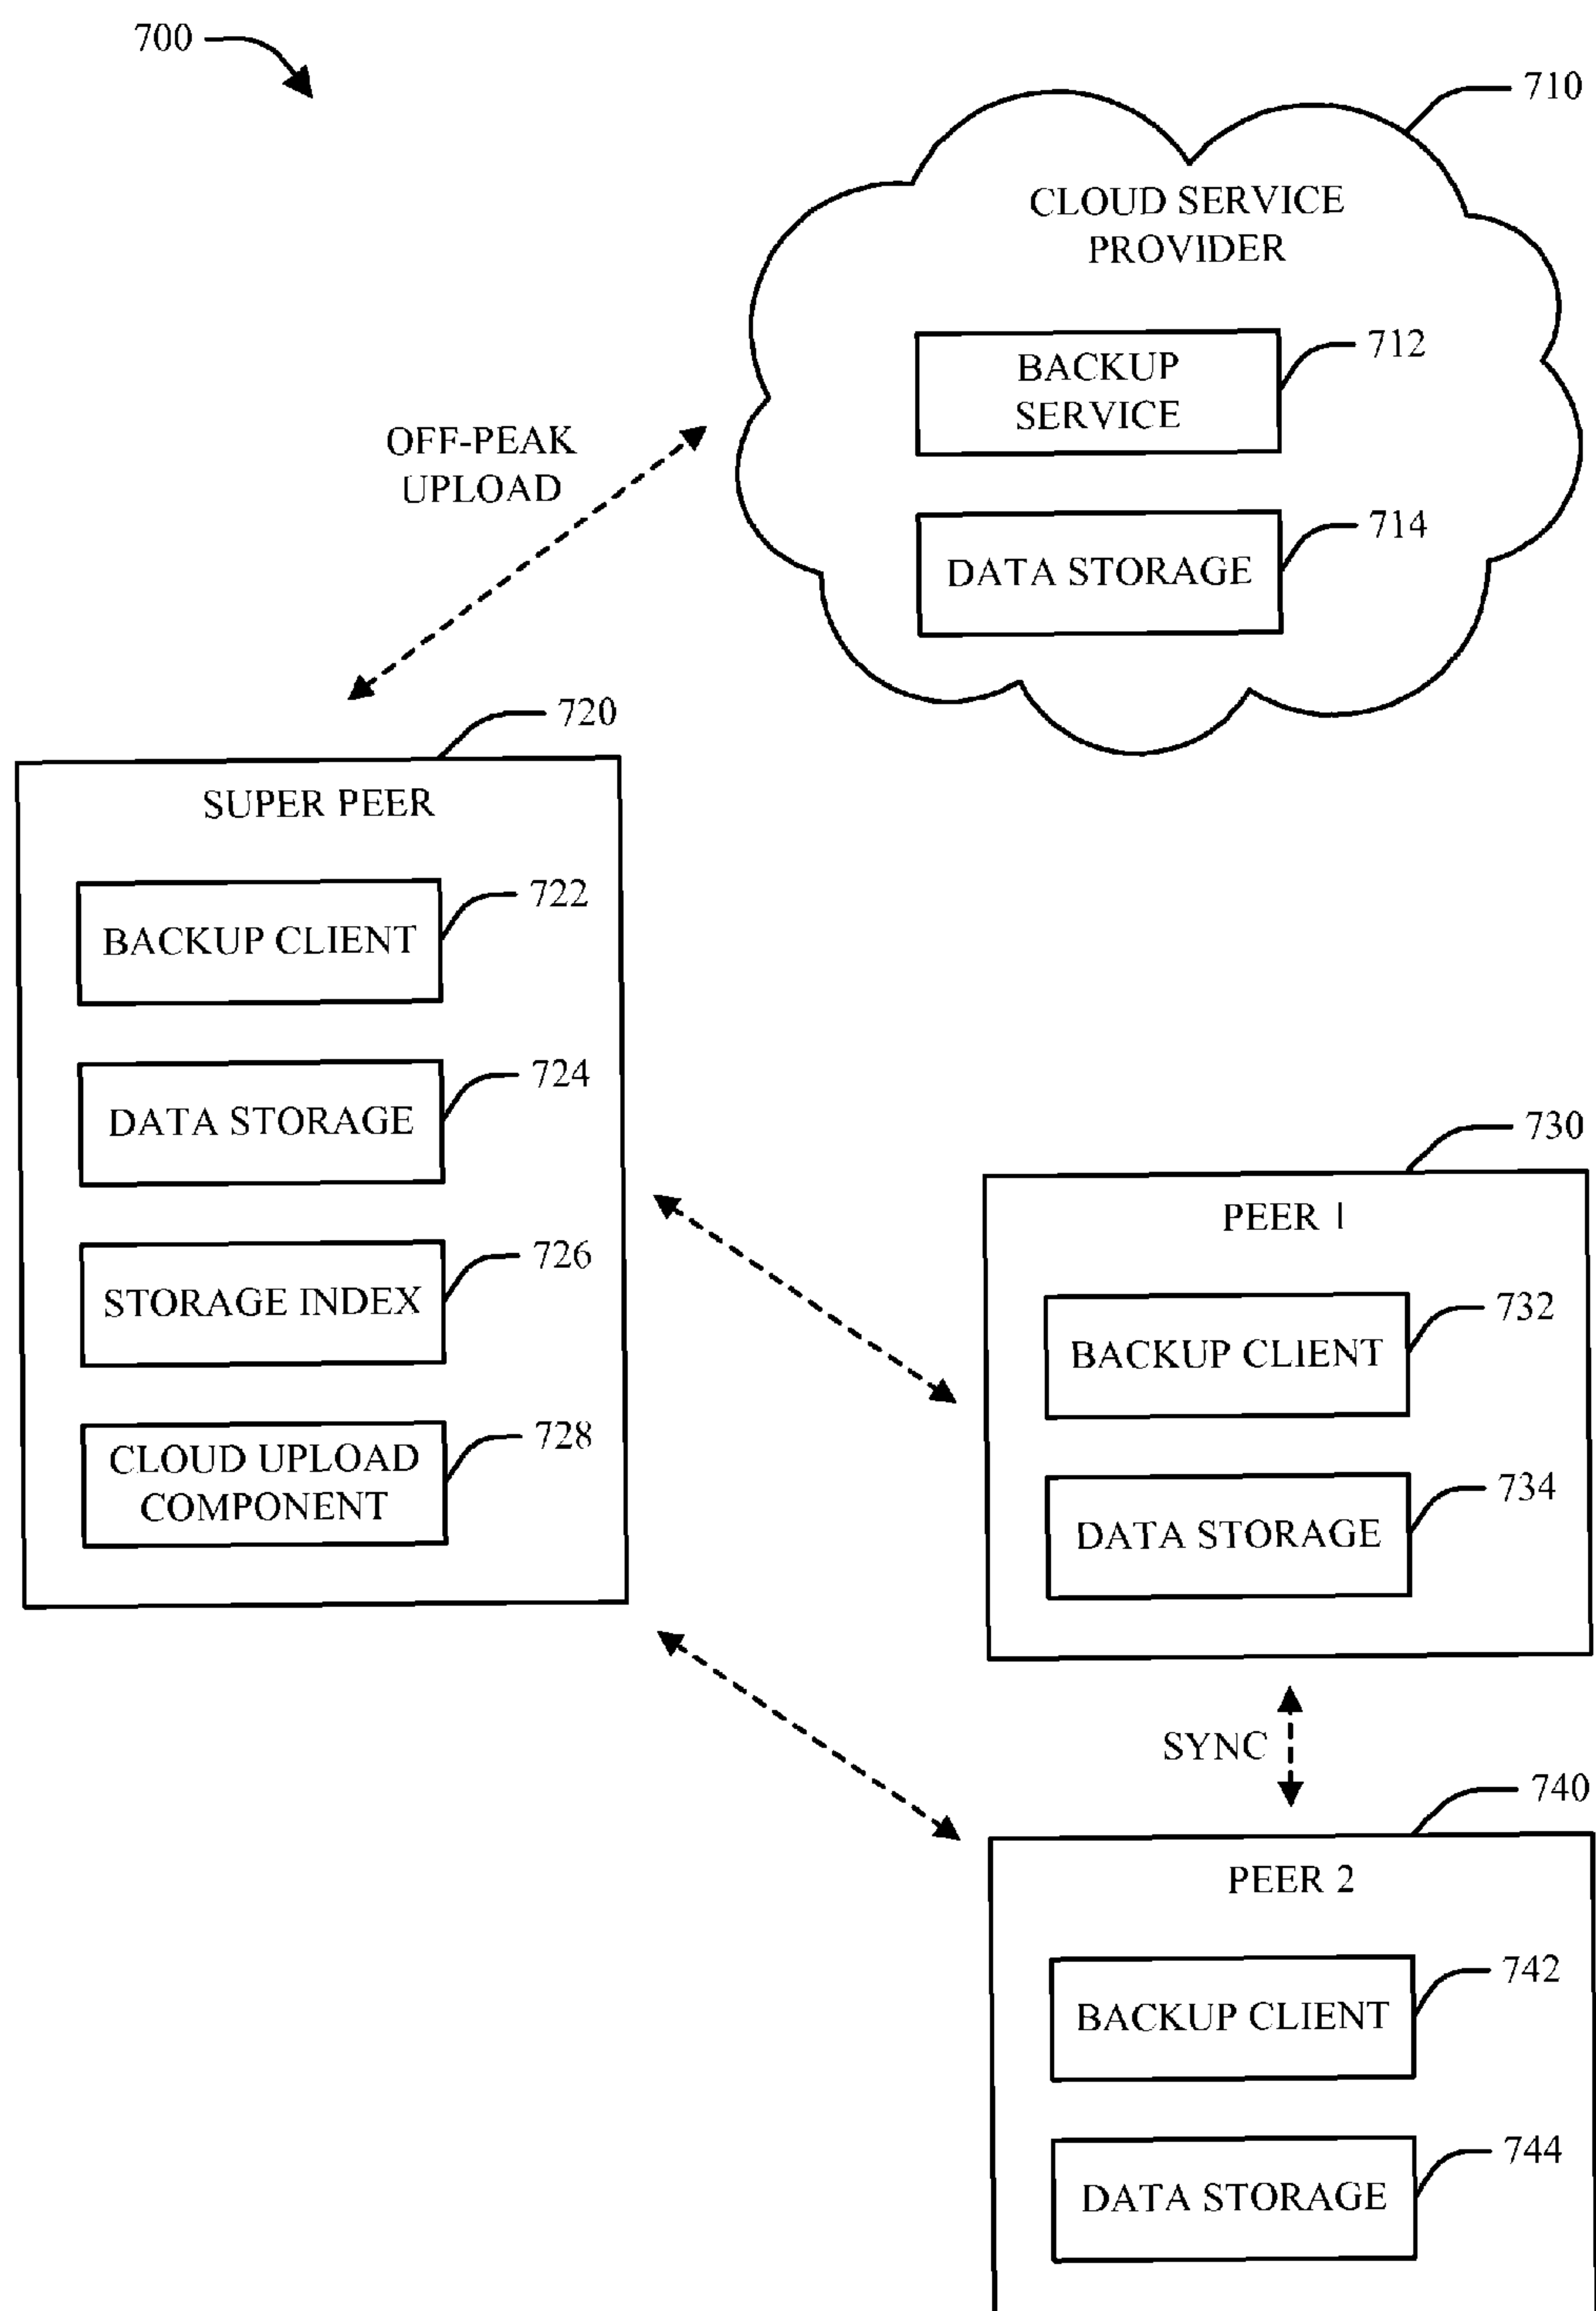 700
710
CLOUD SERVICE
PROVIDER
BACKUP
SERVICE
712
DATA STORAGE
714
OFF-PEAK
UPLOAD
720
SUPER PEER
BACKUP CLIENT
722
DATA STORAGE
724
STORAGE INDEX
726
CLOUD UPLOAD
COMPONENT
728
730
PEER 1
BACKUP CLIENT
732
DATA STORAGE
734
SYNC
740
PEER 2
BACKUP CLIENT
742
DATA STORAGE
744